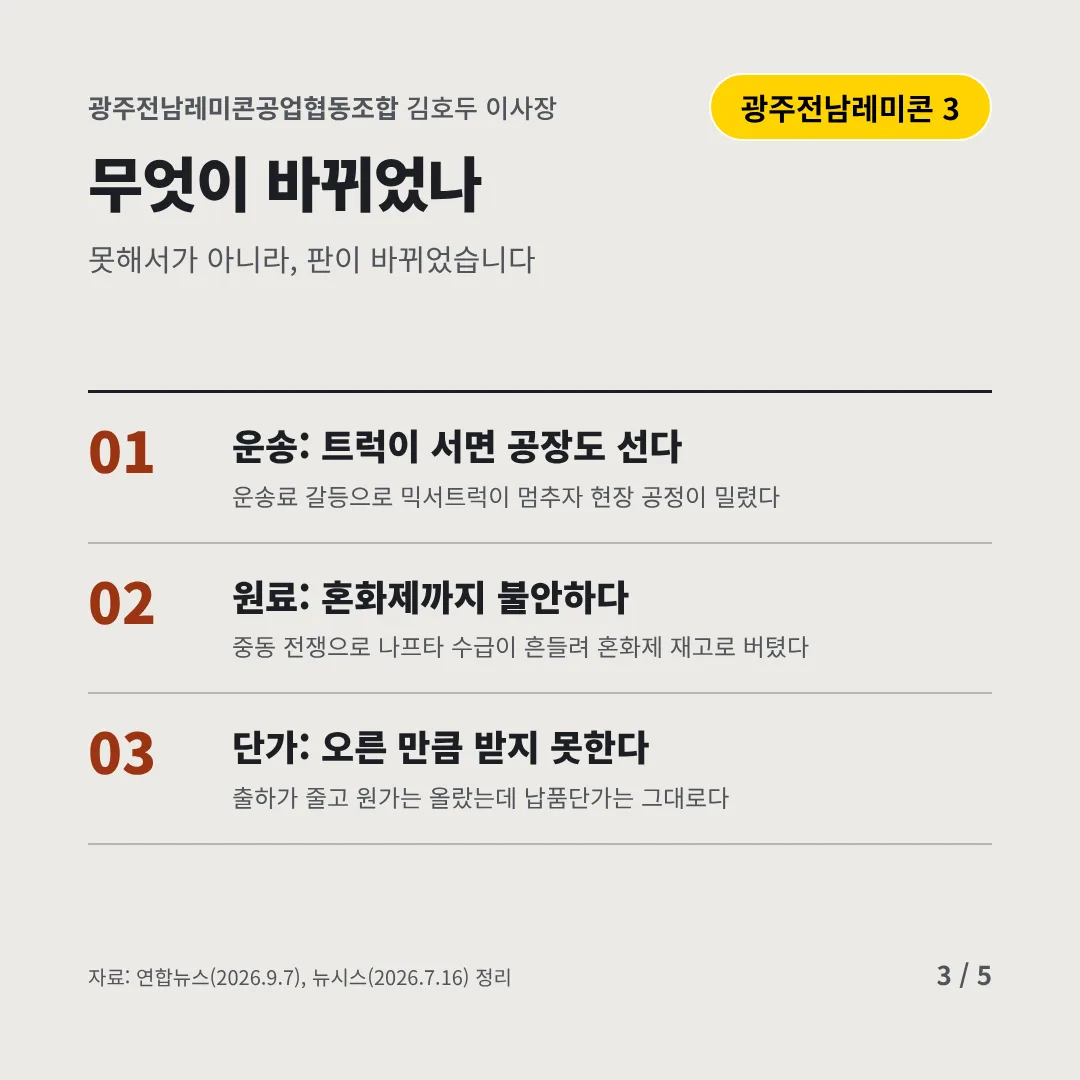 광주전남레미콘공업협동조합 김호두 이사장
광주전남레미콘 3
무엇이 바뀌었나
못해서가 아니라, 판이 바뀌었습니다
01
운송: 트럭이 서면 공장도 선다
운송료 갈등으로 믹서트럭이 멈추자 현장 공정이 밀렸다
02
원료: 혼화제까지 불안하다
중동 전쟁으로 나프타 수급이 흔들려 혼화제 재고로 버텼다
03
단가: 오른 만큼 받지 못한다
출하가 줄고 원가는 올랐는데 납품단가는 그대로다
자료: 연합뉴스(2026.9.7), 뉴시스(2026.7.16) 정리
3 / 5